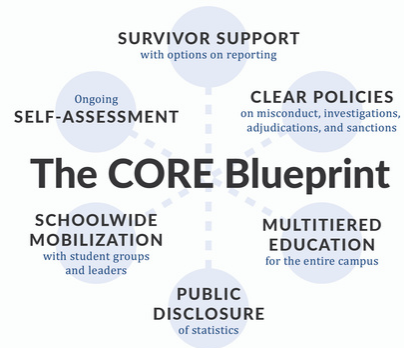 SURVIVOR SUPPORT
with options on reporting
Ongoing
SELF-ASSESSMENT
CLEAR POLICIES
on misconduct, investigations,
adjudications, and sanctions
The CORE Blueprint
SCHOOLWIDE
MOBILIZATION
with student groups
and leaders
MULTITIERED
EDUCATION
for the entire campus
PUBLIC
DISCLOSURE
of statistics